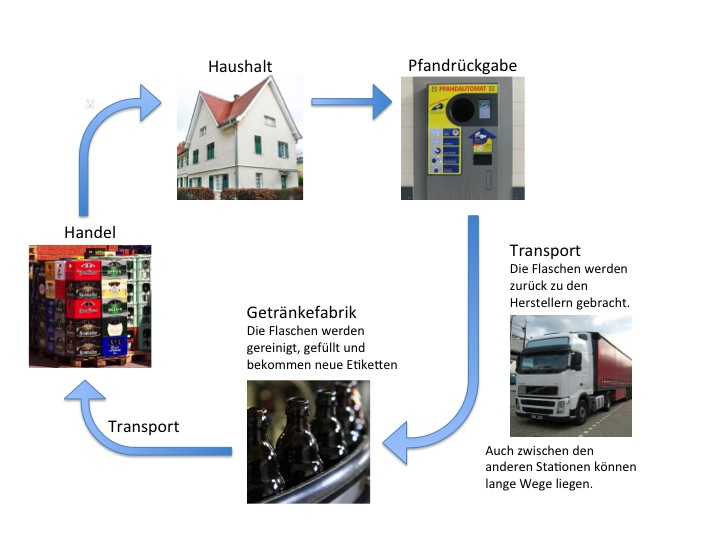 Haushalt
Pfandrückgabe
PFANDAUTOMAT
Handel
Transport
Die Flaschen werden
zurück zu den
Herstellern gebracht.
Getränkefabrik
Die Flaschen werden
gereinigt, gefüllt und
bekommen neue Etiketten
Transport
Auch zwischen den
anderen Stationen können
lange Wege liegen.